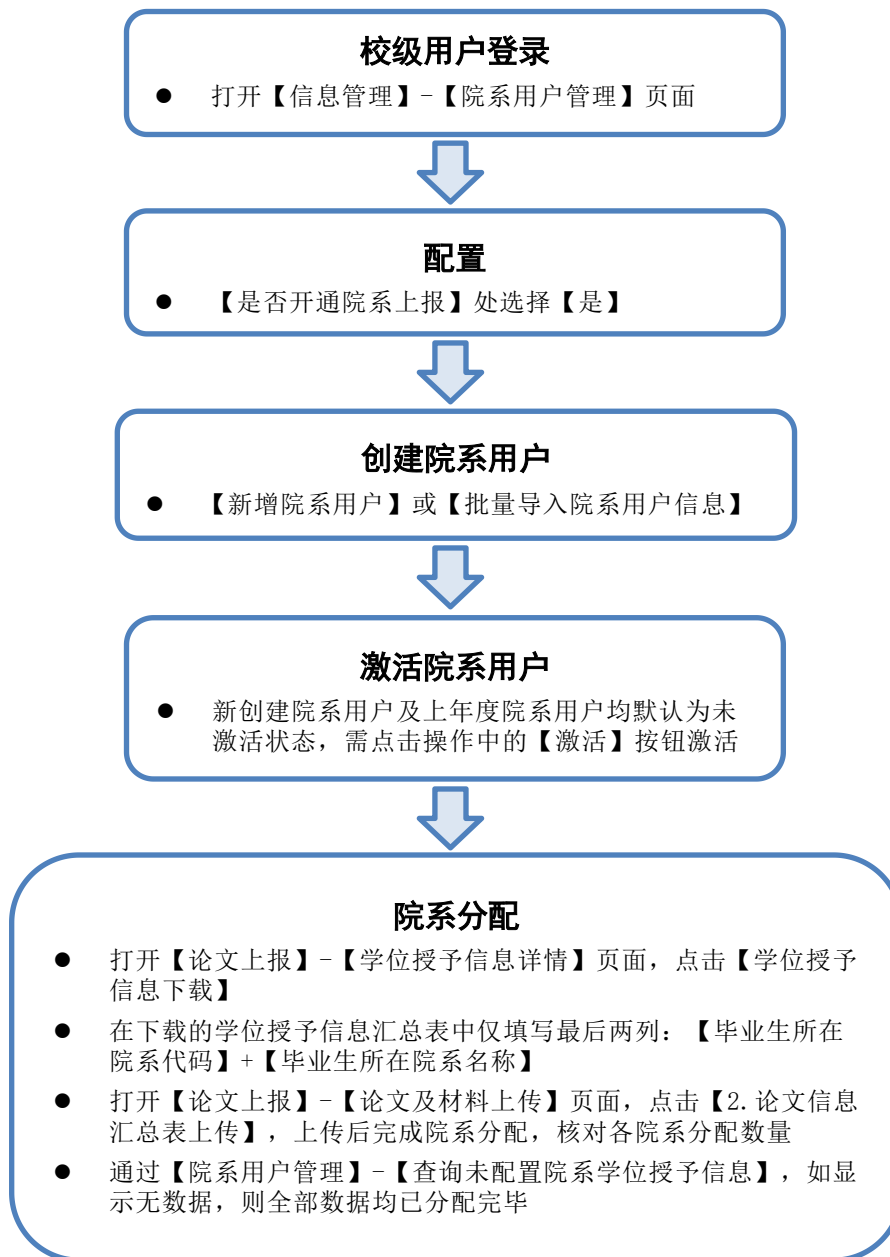 校级用户登录
● 打开【信息管理】-【院系用户管理】页面
配置
● 【是否开通院系上报】处选择【是】
创建院系用户
● 【新增院系用户】或【批量导入院系用户信息】
激活院系用户
● 新创建院系用户及上年度院系用户均默认为未
激活状态，需点击操作中的【激活】按钮激活
院系分配
● 打开【论文上报】-【学位授予信息详情】页面，点击【学位授予
信息下载】
● 在下载的学位授予信息汇总表中仅填写最后两列：【毕业生所在
院系代码】+【毕业生所在院系名称】
● 打开【论文上报】-【论文及材料上传】页面，点击【2.论文信息
汇总表上传】，上传后完成院系分配，核对各院系分配数量
● 通过【院系用户管理】-【查询未配置院系学位授予信息】，如显
示无数据，则全部数据均已分配完毕